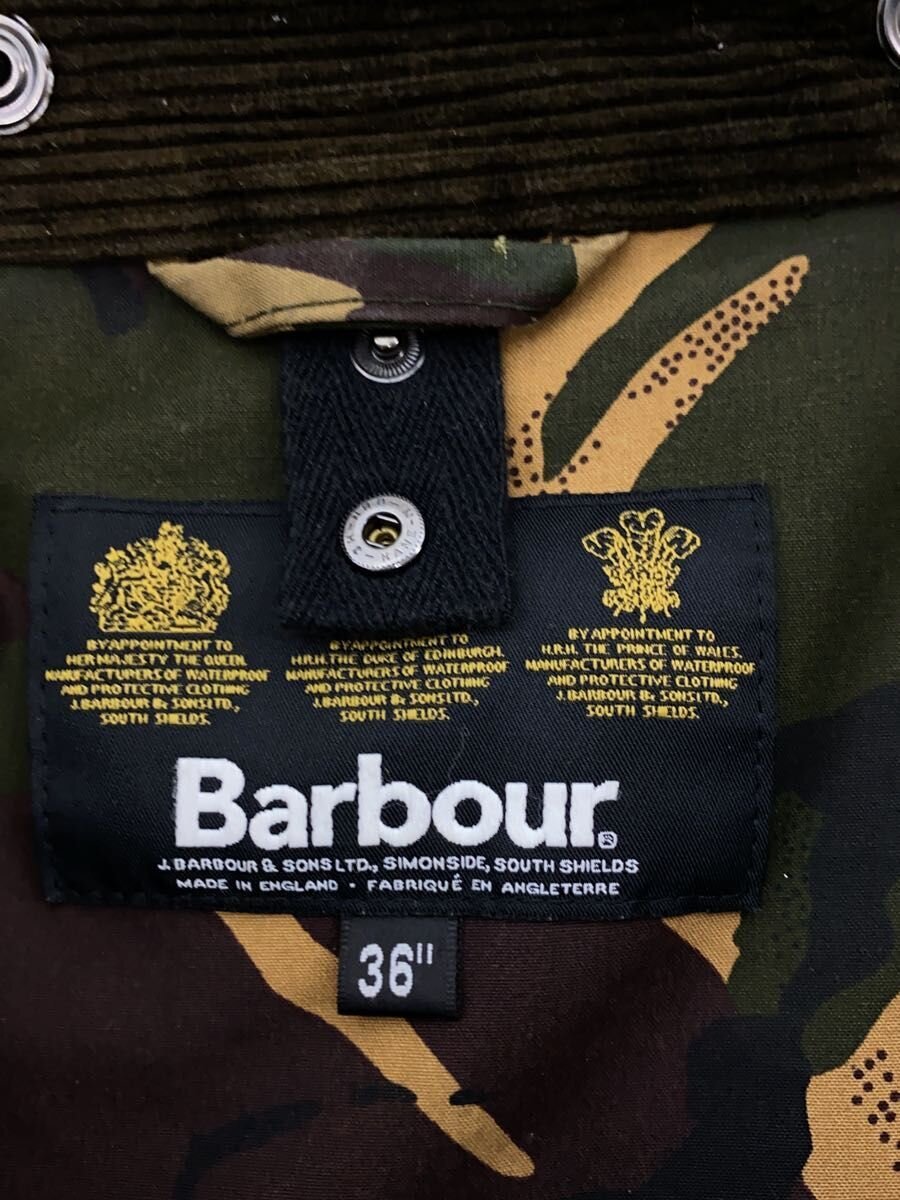 BY APPOINTMENT TO
HER MAJESTY THE QUEEN
MANUFACTURERS OF WATERPROOF
AND PROTECTIVE CLOTHING
J.BARBOUR & SONS LTD,
SOUTH SHIELDS.
BY APPOINTMENT TO
H.R.H. THE DUKE OF EDINBURGH.
MANUFACTURERS OF WATERPROOF
AND PROTECTIVE CLOTHING
J.BARBOUR & SONS LTD,
SOUTH SHIELDS.
BY APPOINTMENT TO
H.R.H. THE PRINCE OF WALES.
MANUFACTURERS OF WATERPROOF
AND PROTECTIVE CLOTHING
J.BARBOUR & SONS LTD,
SOUTH SHIELDS.
Barbour®
J.BARBOUR & SONS LTD., SIMONSIDE, SOUTH SHIELDS
MADE IN ENGLAND · FABRIQUÉ EN ANGLETERRE
36"